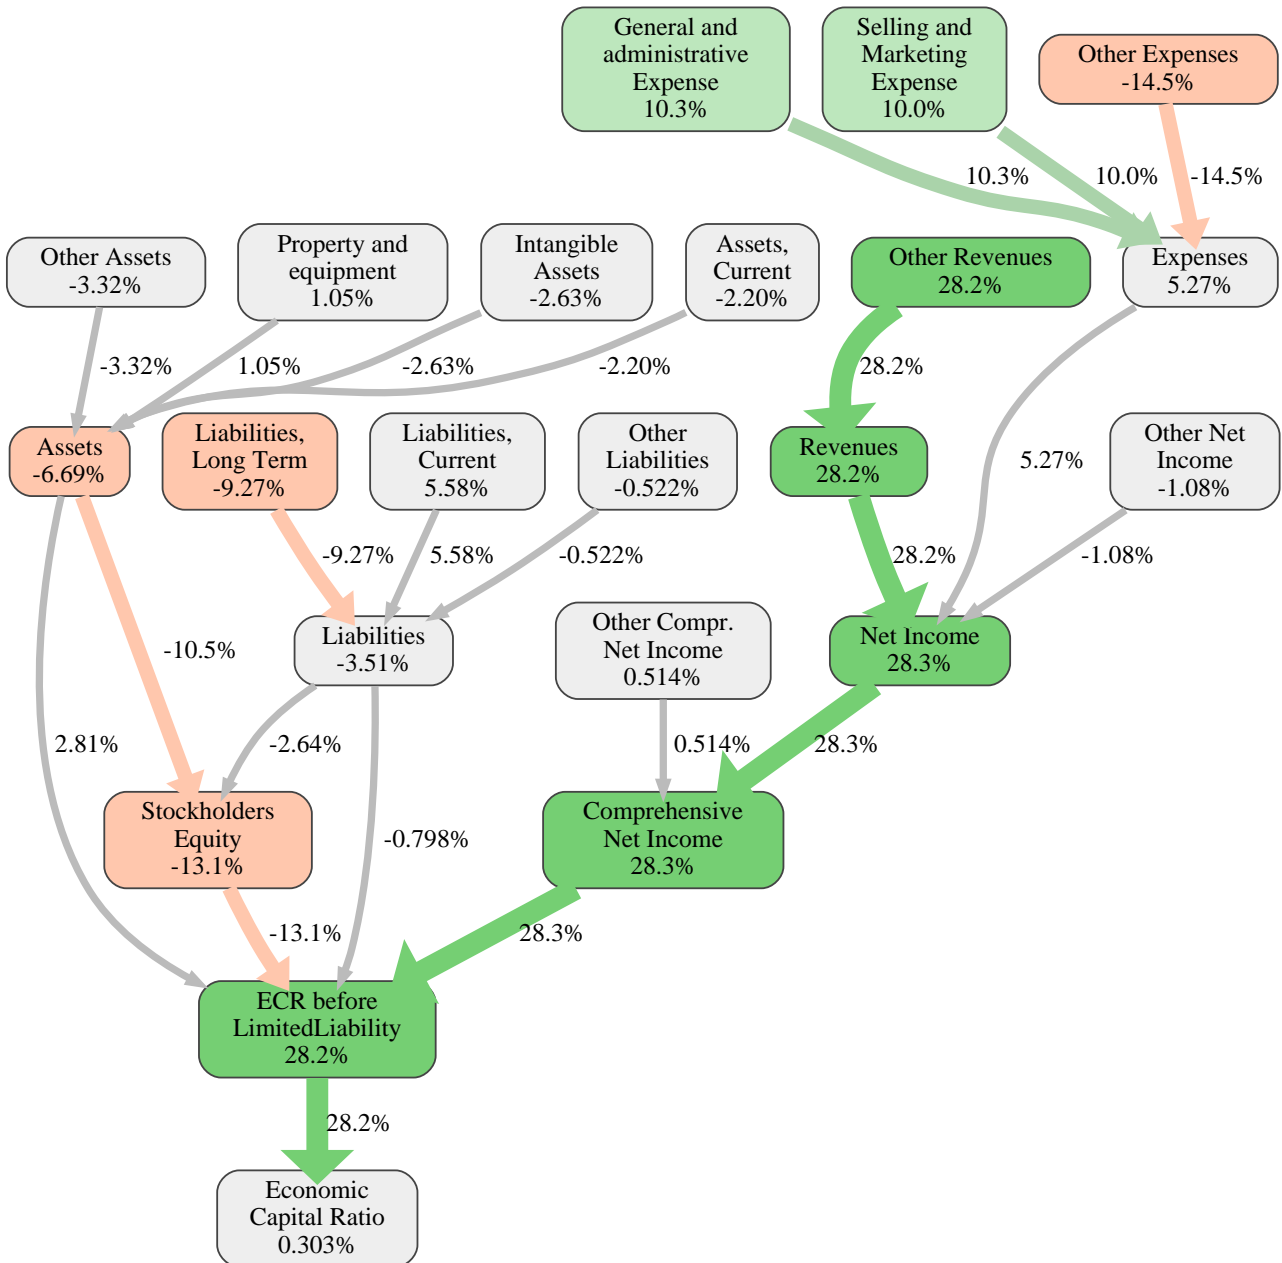 General and
administrative
Expense
10.3%
Selling and
Marketing
Expense
10.0%
Other Expenses
-14.5%
10.3%
10.0%
-14.5%
Other Assets
-3.32%
Property and
equipment
1.05%
Intangible
Assets
-2.63%
Assets,
Current
-2.20%
Other Revenues
28.2%
Expenses
5.27%
-3.32%
1.05%
-2.63%
-2.20%
28.2%
Assets
-6.69%
Liabilities,
Long Term
-9.27%
Liabilities,
Current
5.58%
Other
Liabilities
-0.522%
Revenues
28.2%
5.27%
Other Net
Income
-1.08%
-9.27%
5.58%
-0.522%
28.2%
-1.08%
-10.5%
Liabilities
-3.51%
Other Compr.
Net Income
0.514%
Net Income
28.3%
2.81%
-2.64%
0.514%
28.3%
Stockholders
Equity
-13.1%
-0.798%
Comprehensive
Net Income
28.3%
-13.1%
28.3%
ECR before
LimitedLiability
28.2%
28.2%
Economic
Capital Ratio
0.303%